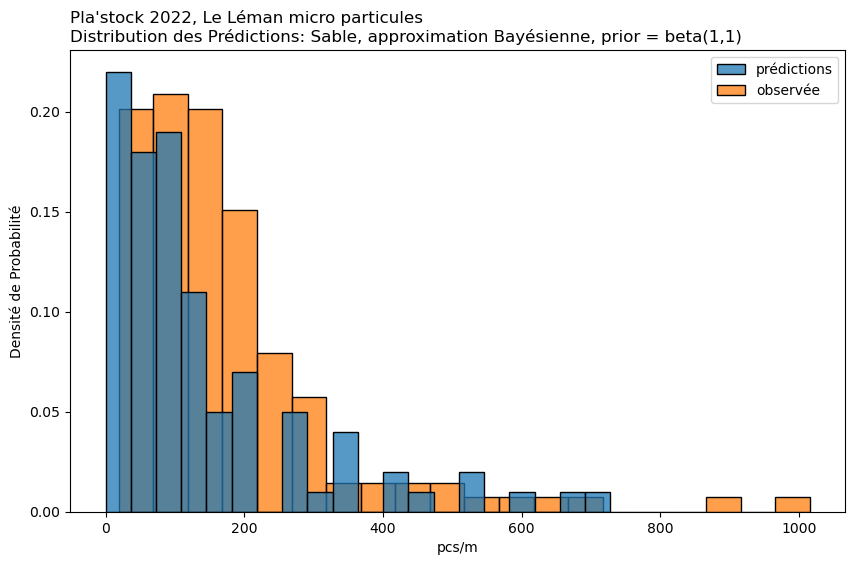 Pla'stock 2022, Le Léman micro particules
Distribution des Prédictions: Sable, approximation Bayésienne, prior = beta(1,1)
prédictions
observée
Densité de Probabilité
0.20
0.15
0.10
0.05
0.00
0
200
400
600
800
1000
pcs/m